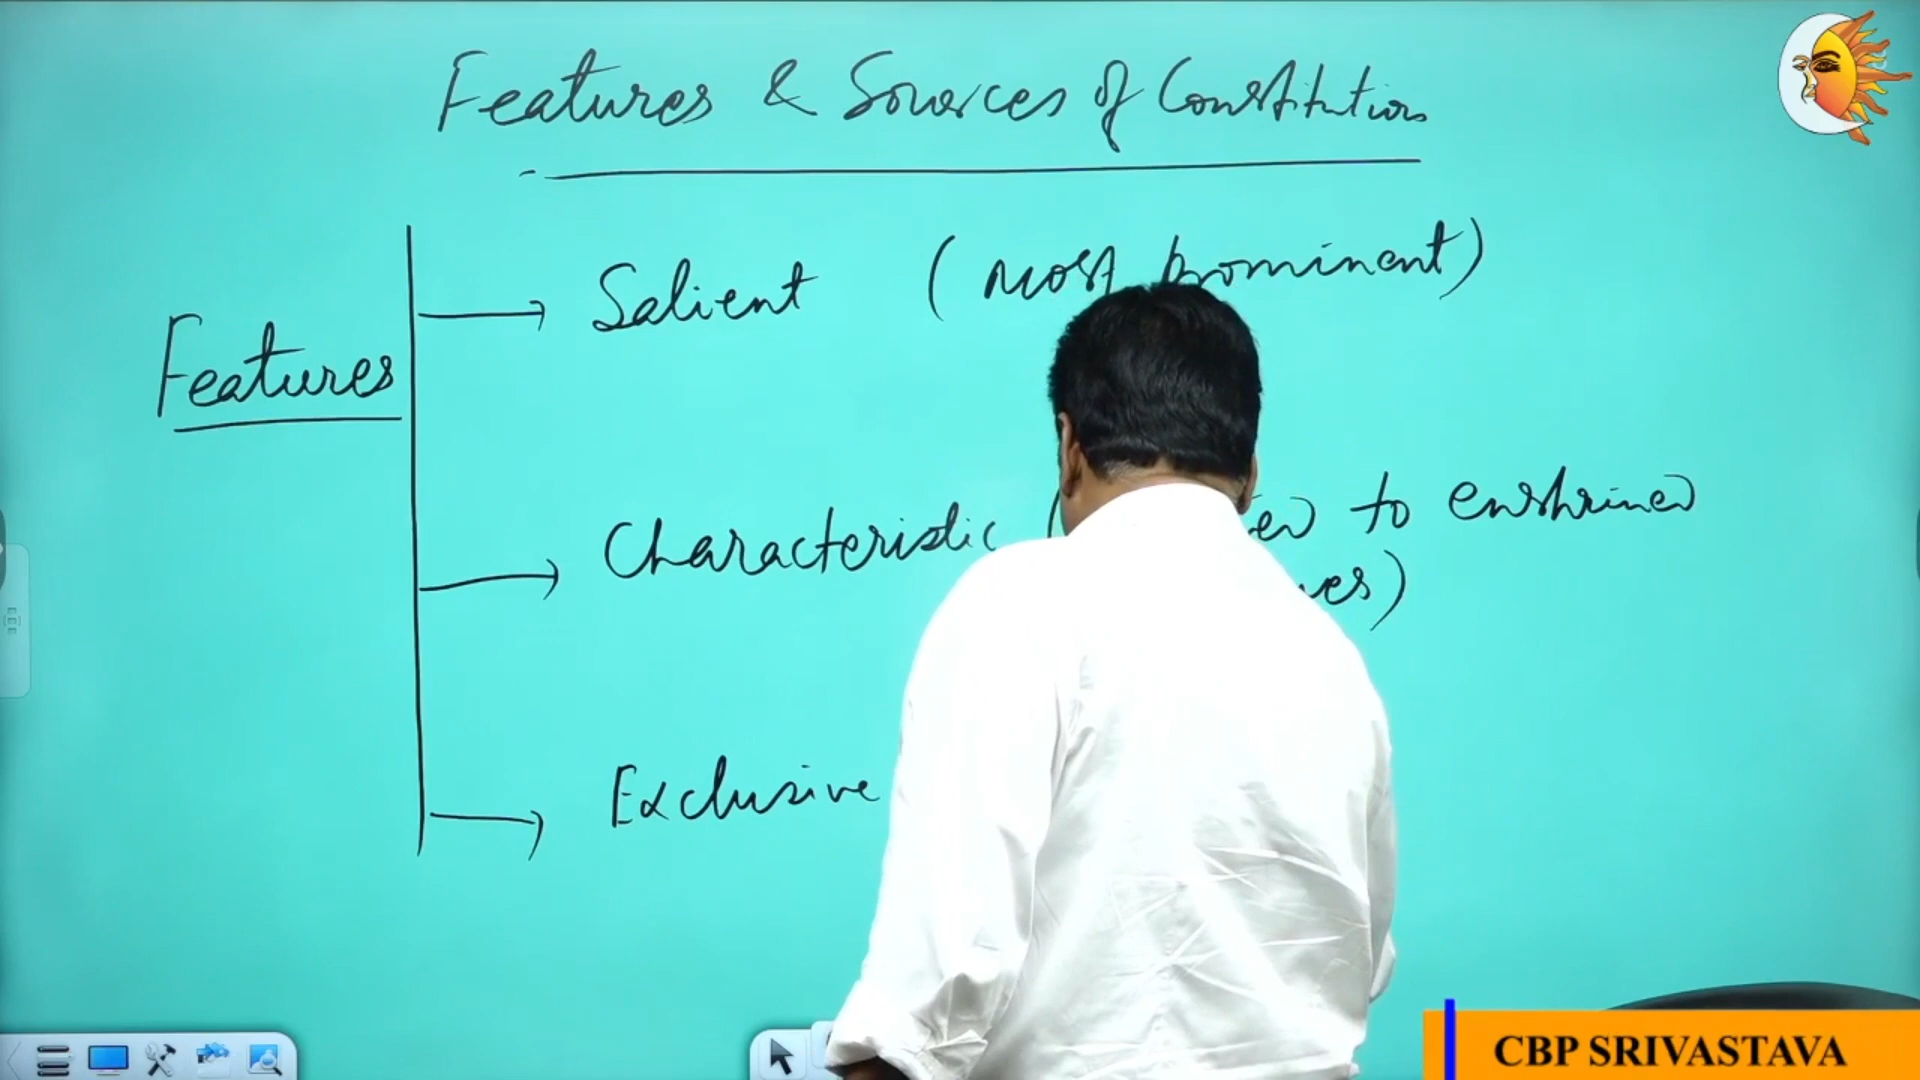 Features & Sources of Constitution
Features
Salient (most prominent)
Characteristic ( to enshrined
Exclusive
CBP SRIVASTAVA